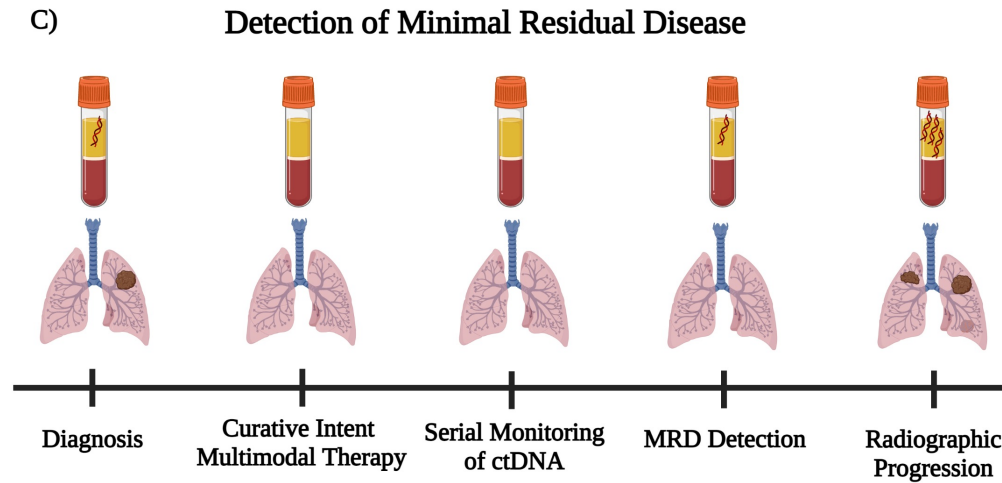 C)
Detection of Minimal Residual Disease
Diagnosis
Curative Intent
Multimodal Therapy
Serial Monitoring
of ctDNA
MRD Detection
Radiographic
Progression